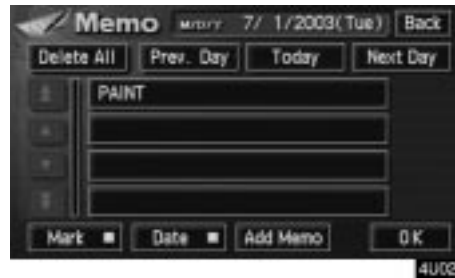 Memo M/D/Y 7/ 1/2003(Tue) Back
Delete All Prev. Day Today Next Day
PAINT
Mark Date Add Memo OK
4U02